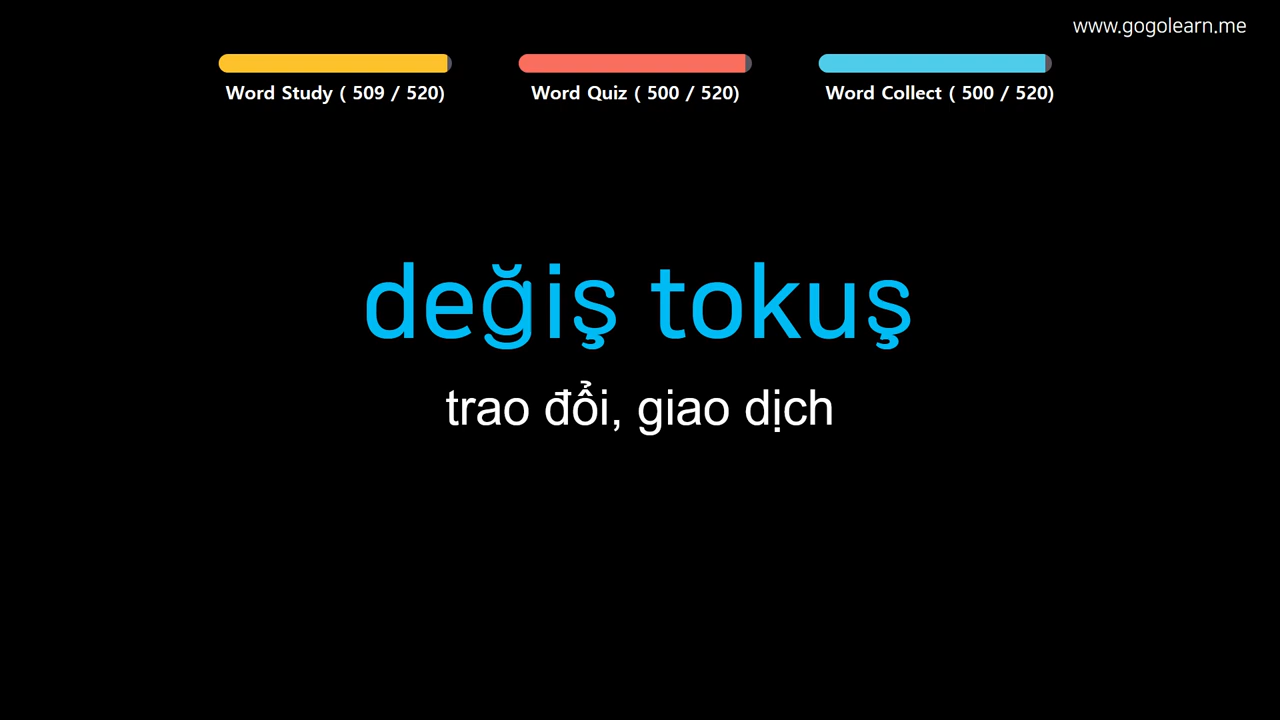 www.gogolearn.me
Word Study ( 509 / 520)
Word Quiz ( 500 / 520)
Word Collect ( 500 / 520)
değiş tokuş
trao đổi, giao dịch